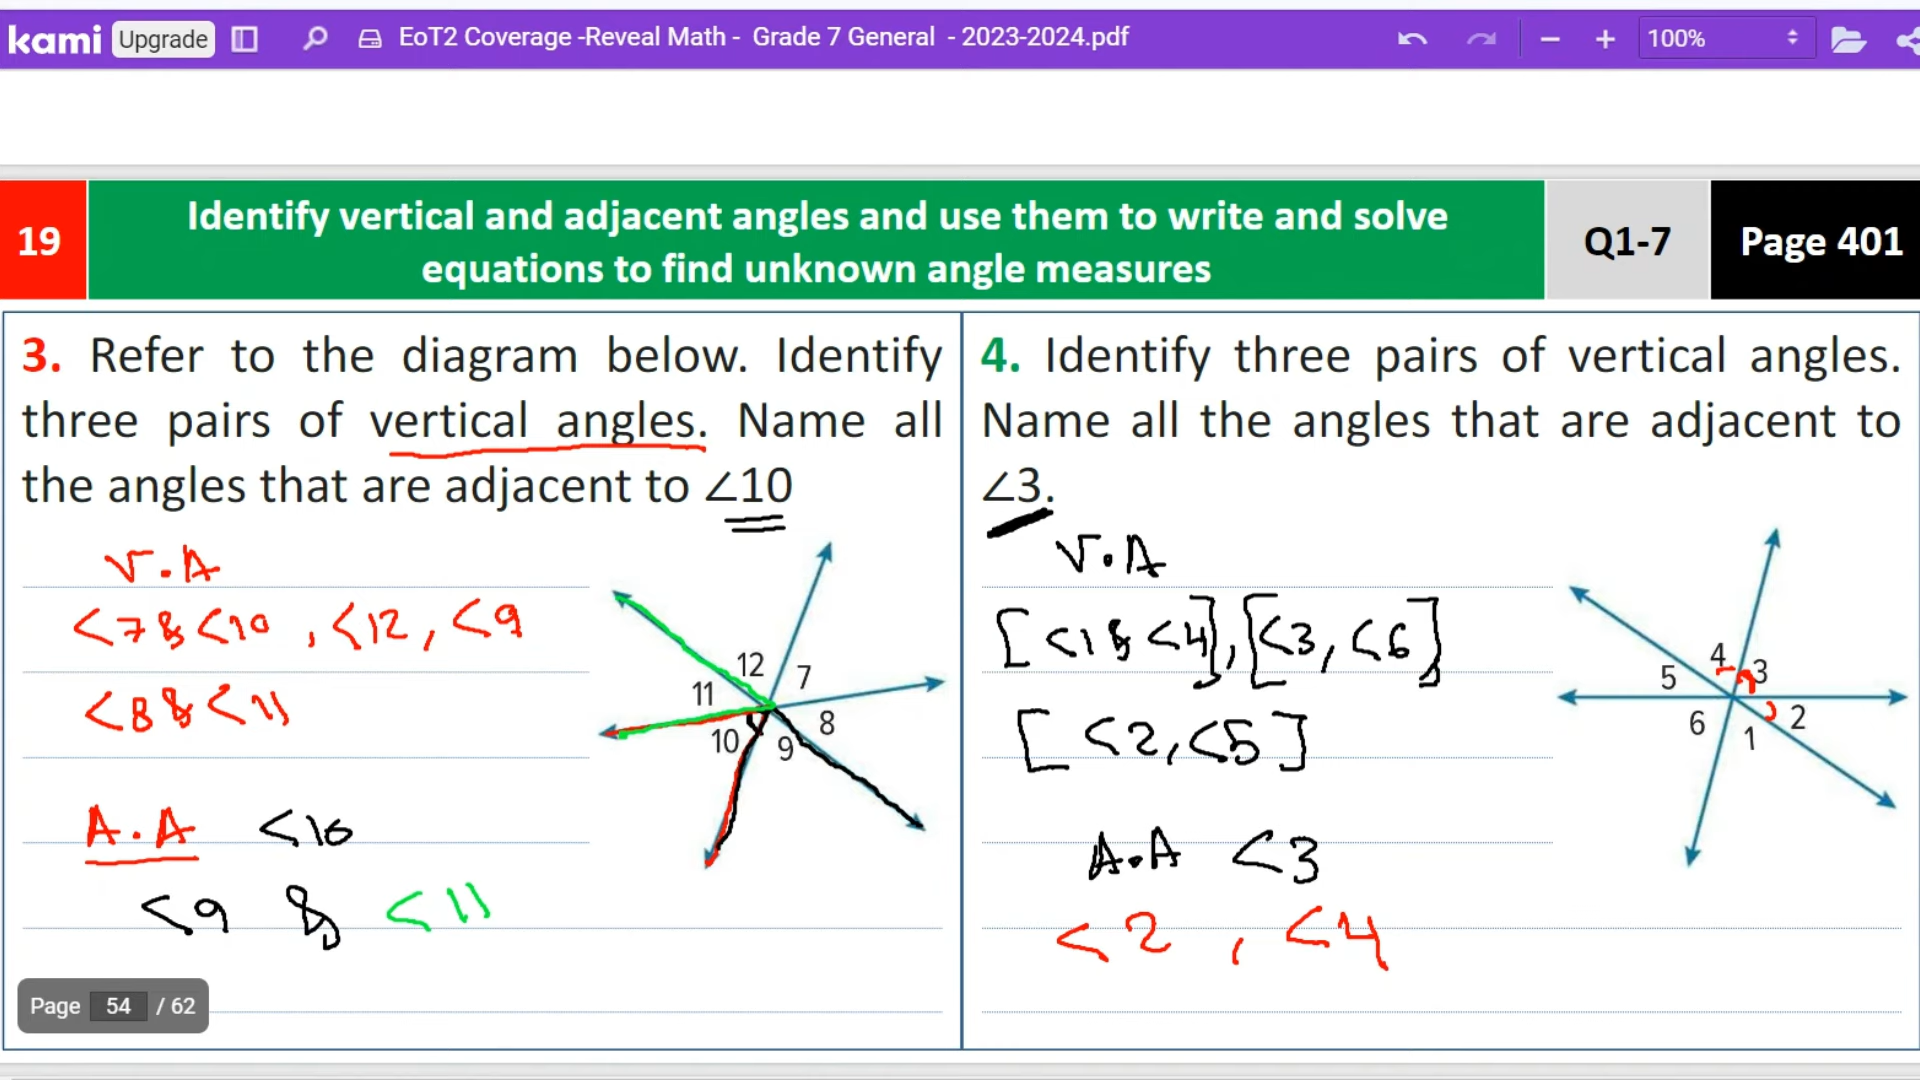 kami Upgrade EoT2 Coverage -Reveal Math - Grade 7 General - 2023-2024.pdf 100%
19
Identify vertical and adjacent angles and use them to write and solve
equations to find unknown angle measures
Q1-7
Page 401
3. Refer to the diagram below. Identify
three pairs of vertical angles. Name all
the angles that are adjacent to ∠10
V.A
<7 & <10 , <12, <9
<8 & <11
A.A <10
<9 & <11
12
7
11
8
10
9
4. Identify three pairs of vertical angles.
Name all the angles that are adjacent to
∠3.
V.A
[<1 & <4], [<3, <6]
[<2, <5]
A.A <3
<2 , <4
4
3
5
6
2
1
Page 54 / 62